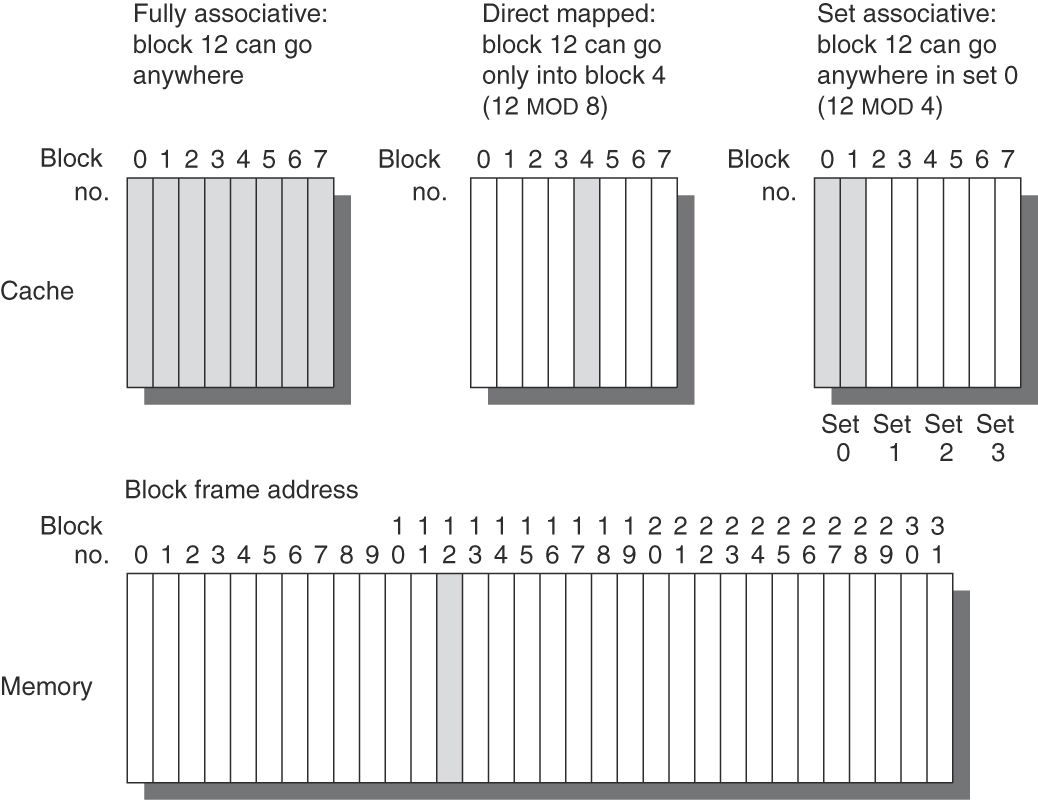 Fully associative:
block 12 can go
anywhere
Direct mapped:
block 12 can go
only into block 4
(12 MOD 8)
Set associative:
block 12 can go
anywhere in set 0
(12 MOD 4)
Block
no.
0 1 2 3 4 5 6 7
Block
no.
0 1 2 3 4 5 6 7
Block
no.
0 1 2 3 4 5 6 7
Cache
Set Set Set Set
0 1 2 3
Block frame address
Block 1 1 1 1 1 1 1 1 1 1 2 2 2 2 2 2 2 2 2 2 3 3
no. 0 1 2 3 4 5 6 7 8 9 0 1 2 3 4 5 6 7 8 9 0 1 2 3 4 5 6 7 8 9 0 1
Memory